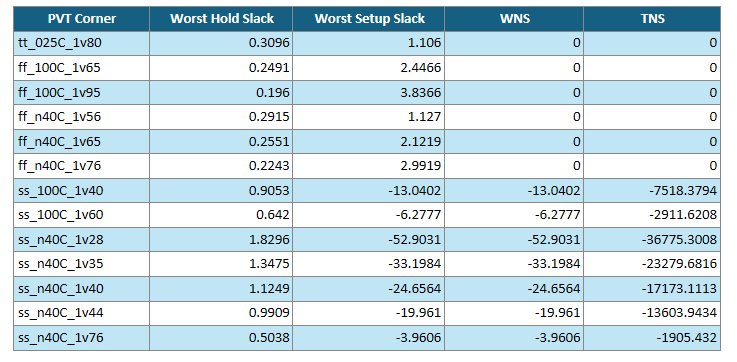 PVT Corner Worst Hold Slack Worst Setup Slack WNS TNS
tt_025C_1v80 0.3096 1.106 0 0
ff_100C_1v65 0.2491 2.4466 0 0
ff_100C_1v95 0.196 3.8366 0 0
ff_n40C_1v56 0.2915 1.127 0 0
ff_n40C_1v65 0.2551 2.1219 0 0
ff_n40C_1v76 0.2243 2.9919 0 0
ss_100C_1v40 0.9053 -13.0402 -13.0402 -7518.3794
ss_100C_1v60 0.642 -6.2777 -6.2777 -2911.6208
ss_n40C_1v28 1.8296 -52.9031 -52.9031 -36775.3008
ss_n40C_1v35 1.3475 -33.1984 -33.1984 -23279.6816
ss_n40C_1v40 1.1249 -24.6564 -24.6564 -17173.1113
ss_n40C_1v44 0.9909 -19.961 -19.961 -13603.9434
ss_n40C_1v76 0.5038 -3.9606 -3.9606 -1905.432